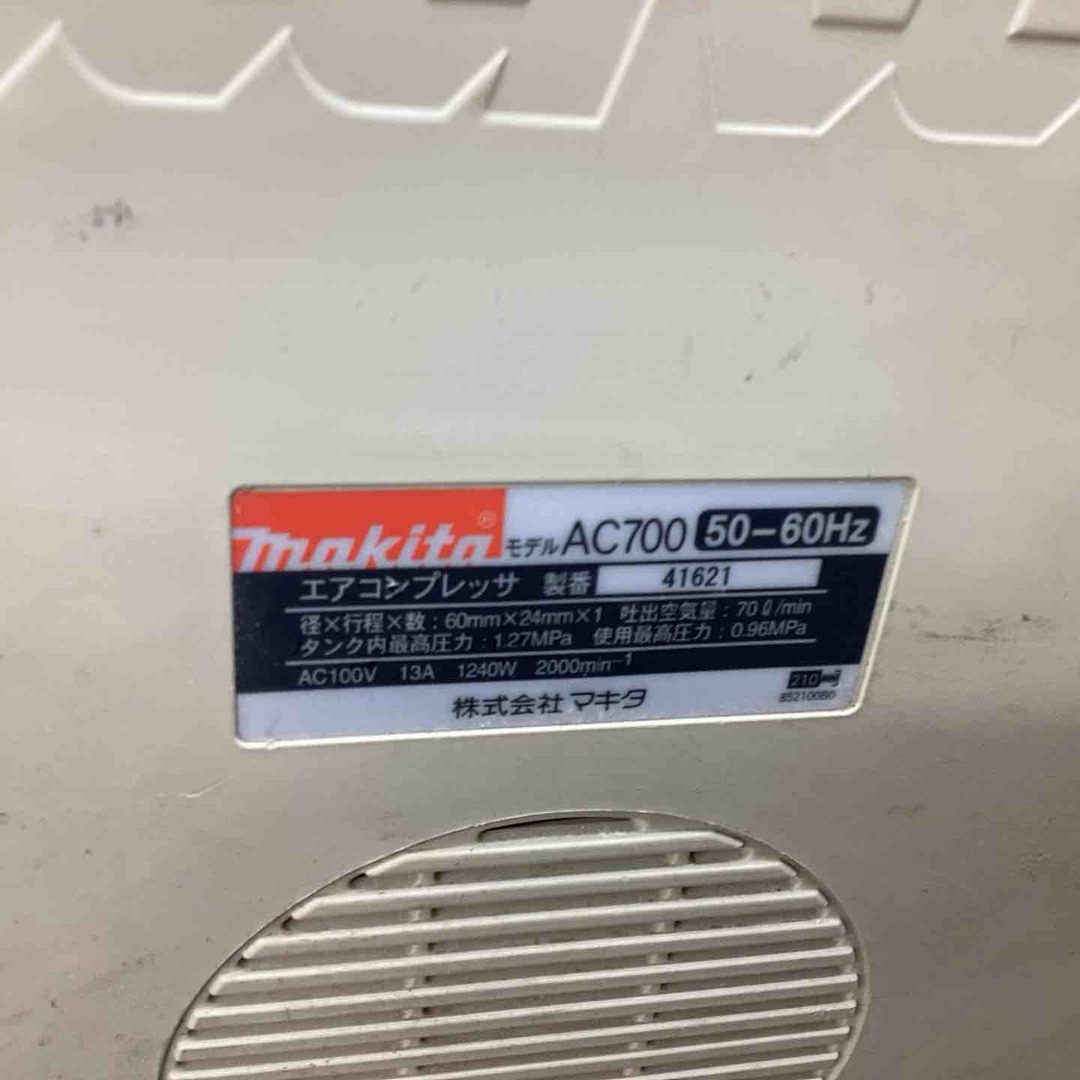 makita® モデル AC700 50-60Hz
エアコンプレッサ 製番 41621
径×行程×数:60mm×24mm×1 吐出空気量:70ℓ/min
タンク内最高圧力:1.27MPa 使用最高圧力:0.96MPa
AC100V 13A 1240W 2000min⁻¹
210
株式会社マキタ
852100B0